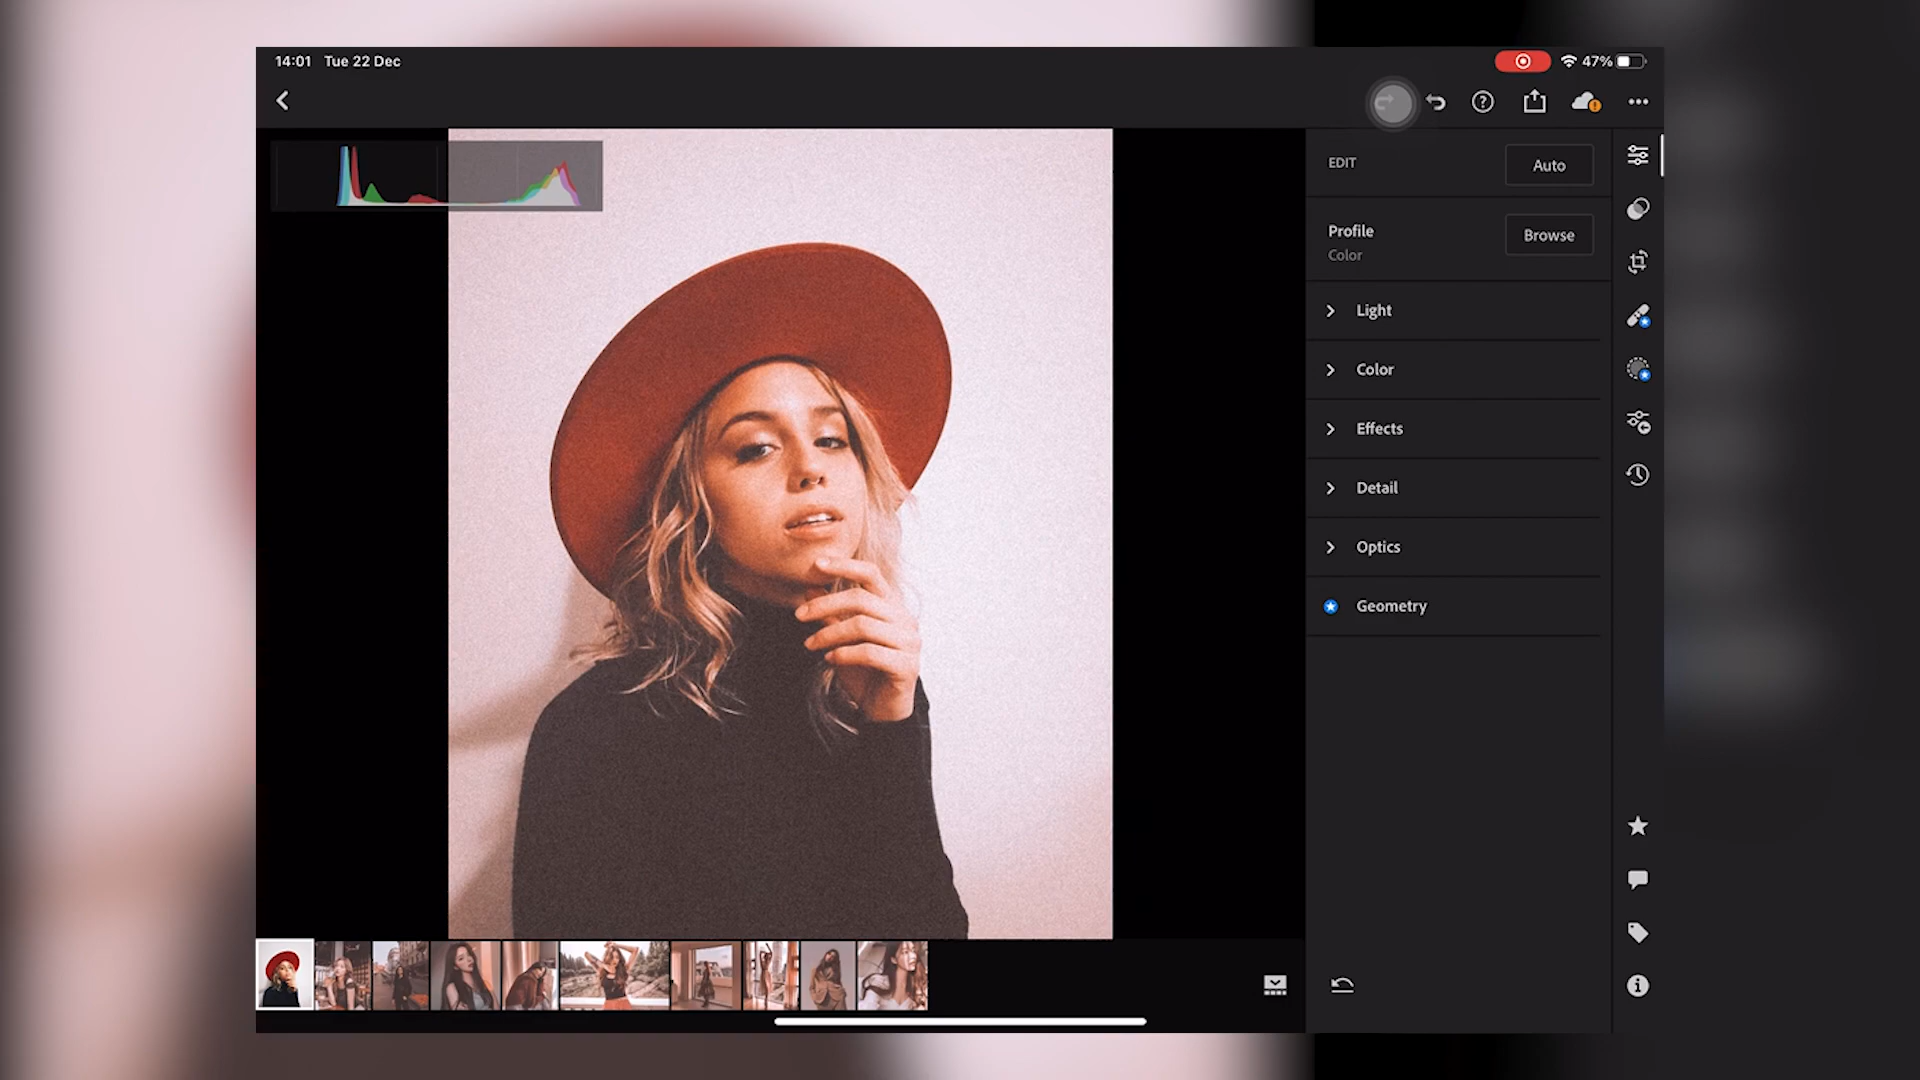 14:01 Tue 22 Dec
47%
EDIT
Auto
Profile
Color
Browse
Light
Color
Effects
Detail
Optics
Geometry